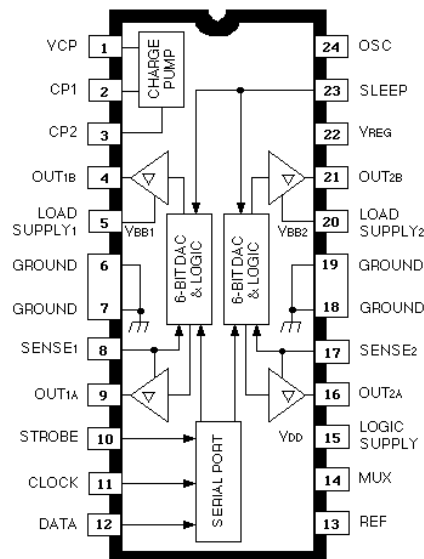 VCP 1 24 OSC
CP1 2 23 SLEEP
CP2 3 22 VREG
CHARGE PUMP
OUT1B 4 21 OUT2B
LOAD SUPPLY1 5 VBB1 VBB2 20 LOAD SUPPLY2
6-BIT DAC & LOGIC
6-BIT DAC & LOGIC
GROUND 6 19 GROUND
GROUND 7 18 GROUND
SENSE1 8 17 SENSE2
OUT1A 9 16 OUT2A
STROBE 10 VDD 15 LOGIC SUPPLY
CLOCK 11 14 MUX
DATA 12 13 REF
SERIAL PORT